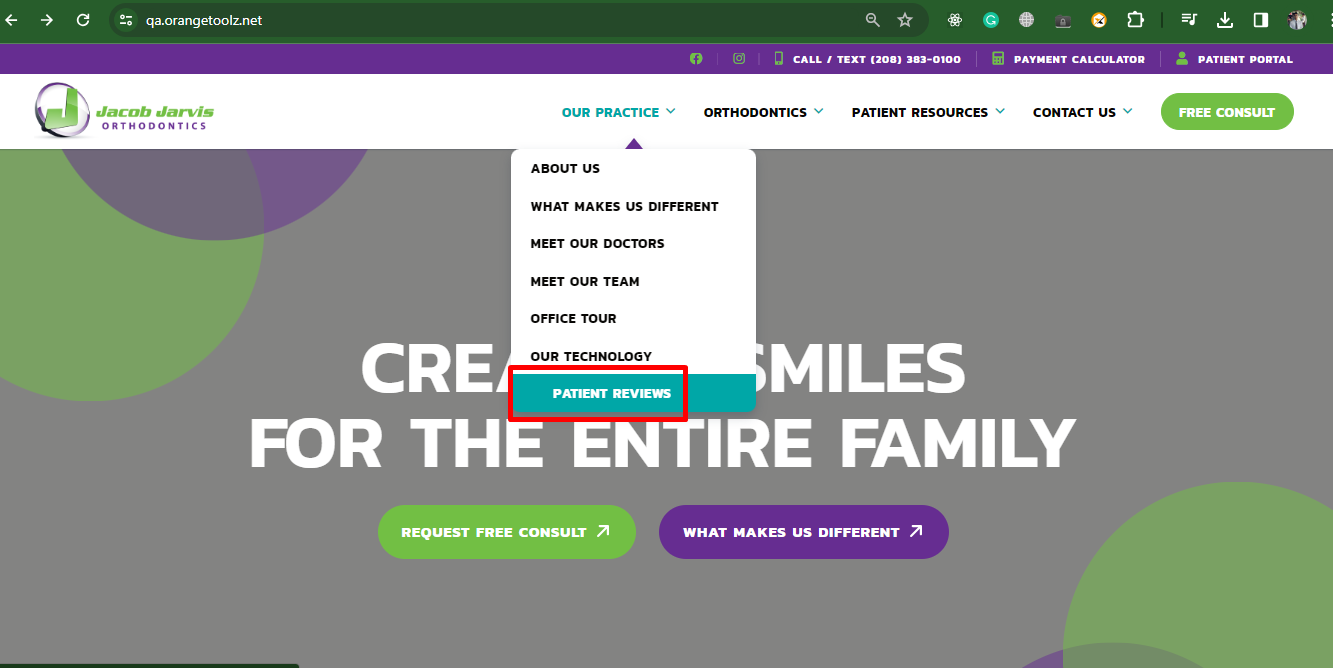 qa.orangetoolz.net
CALL / TEXT (208) 383-0100
PAYMENT CALCULATOR
PATIENT PORTAL
Jacob Jarvis
ORTHODONTICS
OUR PRACTICE
ORTHODONTICS
PATIENT RESOURCES
CONTACT US
FREE CONSULT
ABOUT US
WHAT MAKES US DIFFERENT
MEET OUR DOCTORS
MEET OUR TEAM
OFFICE TOUR
OUR TECHNOLOGY
PATIENT REVIEWS
SMILES
FOR THE ENTIRE FAMILY
REQUEST FREE CONSULT
WHAT MAKES US DIFFERENT